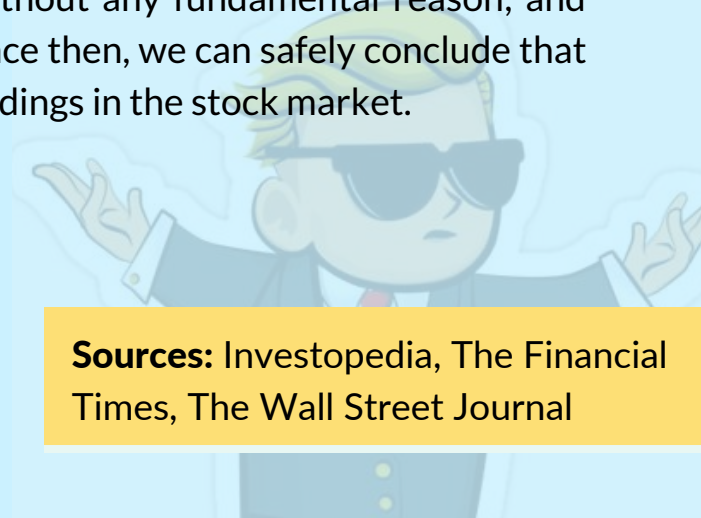 thout any fundamental reason, and
nce then, we can safely conclude that
dings in the stock market.
Sources: Investopedia, The Financial
Times, The Wall Street Journal